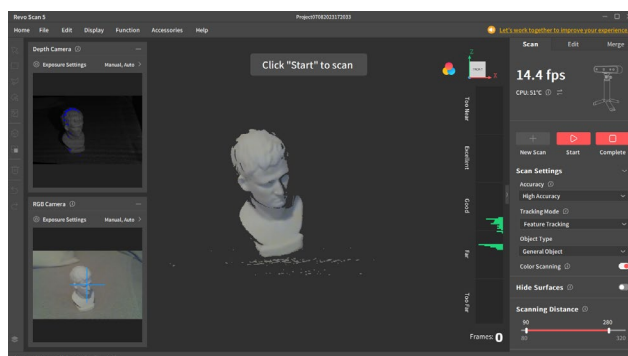 Revo Scan 5
Project07082023172033
Home File Edit Display Function Accessories Help
Let's work together to improve your experience
Depth Camera
Exposure Settings Manual, Auto
RGB Camera
Exposure Settings Manual, Auto
Click "Start" to scan
Z
FRONT
X
Too Near
Excellent
Good
Far
Too Far
Frames: 0
Scan Edit Merge
14.4 fps
CPU: 51°C
New Scan Start Complete
Scan Settings
Accuracy
High Accuracy
Tracking Mode
Feature Tracking
Object Type
General Object
Color Scanning
Hide Surfaces
Scanning Distance
90 280
80 320